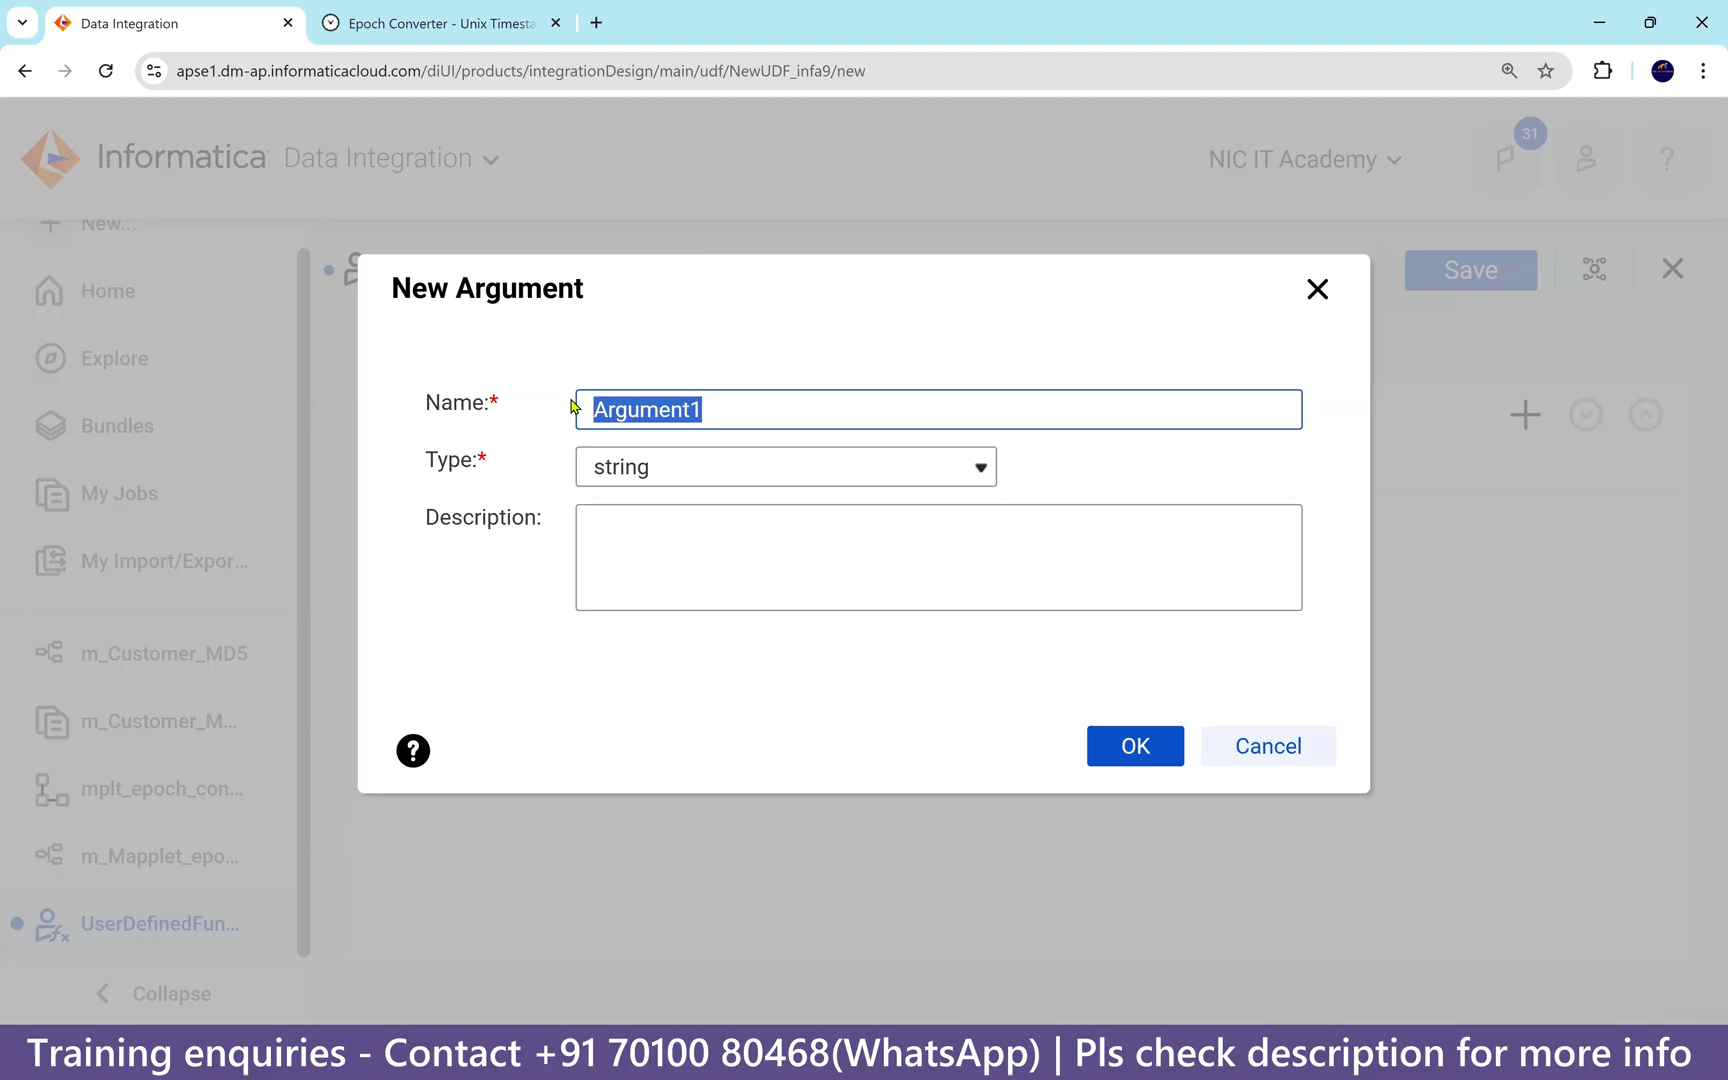 Data Integration
Epoch Converter - Unix Timesta
apse1.dm-ap.informaticacloud.com/diUI/products/integrationDesign/main/udf/NewUDF_infa9/new
Informatica Data Integration
NIC IT Academy
31
?
New...
Home
Explore
Bundles
My Jobs
My Import/Expor...
m_Customer_MD5
m_Customer_M...
mplt_epoch_con...
m_Mapplet_epo...
UserDefinedFun...
Collapse
Save
New Argument
Name:*
Argument1
Type:*
string
Description:
?
OK
Cancel
Training enquiries - Contact +91 70100 80468(WhatsApp) | Pls check description for more info